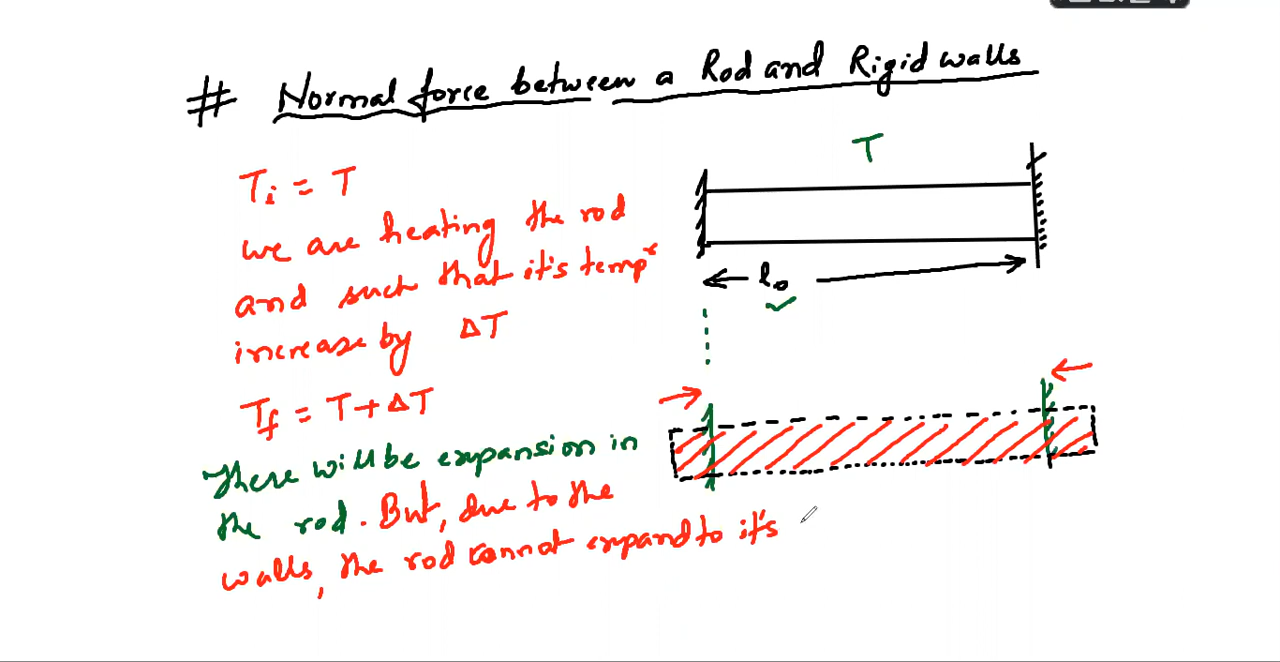 # Normal force between a Rod and Rigid walls
T
Ti = T
we are heating the rod
and such that it's tempr
increase by ΔT
l₀
Tf = T+ΔT
There will be expansion in
the rod. But, due to the
walls, the rod cannot expand to it's